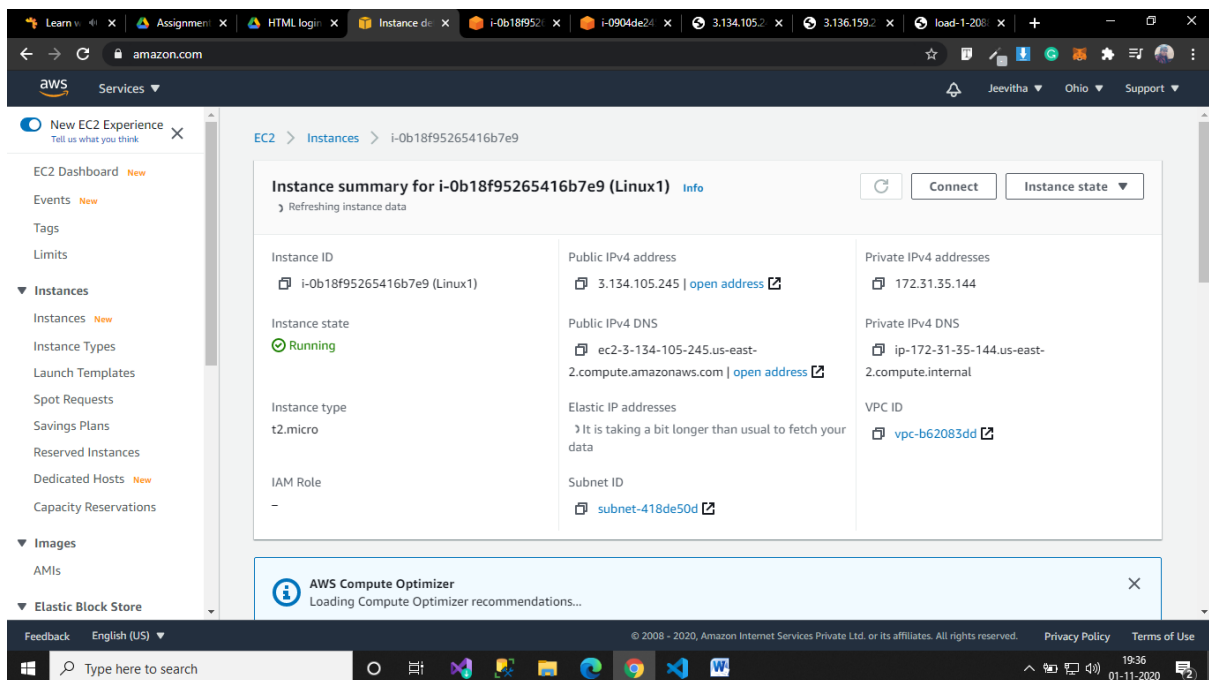 Learn w
Assignment
HTML login
Instance de
i-0b18f952
i-0904de24
3.134.105.2
3.136.159.2
load-1-208
amazon.com
aws
Services
Jeevitha
Ohio
Support
New EC2 Experience
Tell us what you think
EC2 Dashboard New
Events New
Tags
Limits
Instances
Instances New
Instance Types
Launch Templates
Spot Requests
Savings Plans
Reserved Instances
Dedicated Hosts New
Capacity Reservations
Images
AMIs
Elastic Block Store
EC2 > Instances > i-0b18f95265416b7e9
Instance summary for i-0b18f95265416b7e9 (Linux1) Info
Refreshing instance data
Connect
Instance state
Instance ID
i-0b18f95265416b7e9 (Linux1)
Public IPv4 address
3.134.105.245 | open address
Private IPv4 addresses
172.31.35.144
Instance state
Running
Public IPv4 DNS
ec2-3-134-105-245.us-east-
2.compute.amazonaws.com | open address
Private IPv4 DNS
ip-172-31-35-144.us-east-
2.compute.internal
Instance type
t2.micro
Elastic IP addresses
It is taking a bit longer than usual to fetch your
data
VPC ID
vpc-b62083dd
IAM Role
–
Subnet ID
subnet-418de50d
AWS Compute Optimizer
Loading Compute Optimizer recommendations...
Feedback
English (US)
© 2008 - 2020, Amazon Internet Services Private Ltd. or its affiliates. All rights reserved.
Privacy Policy
Terms of Use
Type here to search
19:36
01-11-2020
2